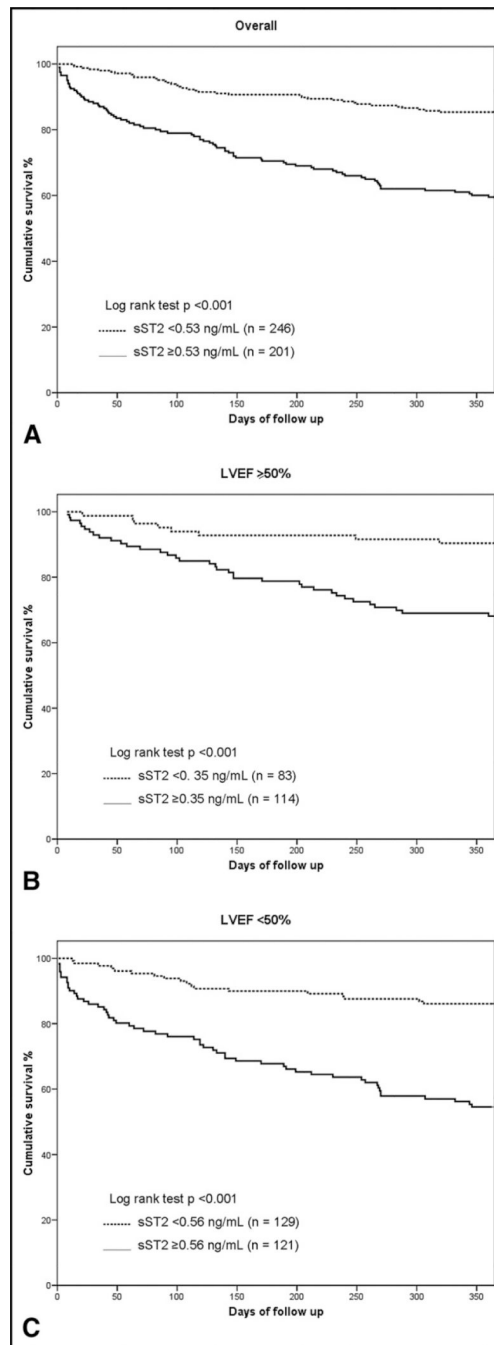 Overall
100
80
60
40
20
0
Cumulative survival %
0 50 100 150 200 250 300 350
Days of follow up
Log rank test p <0.001
sST2 <0.53 ng/mL (n = 246)
sST2 ≥0.53 ng/mL (n = 201)
A
LVEF ≥50%
100
80
60
40
20
0
Cumulative survival %
0 50 100 150 200 250 300 350
Days of follow up
Log rank test p <0.001
sST2 <0. 35 ng/mL (n = 83)
sST2 ≥0.35 ng/mL (n = 114)
B
LVEF <50%
100
80
60
40
20
0
Cumulative survival %
0 50 100 150 200 250 300 350
Days of follow up
Log rank test p <0.001
sST2 <0.56 ng/mL (n = 129)
sST2 ≥0.56 ng/mL (n = 121)
C